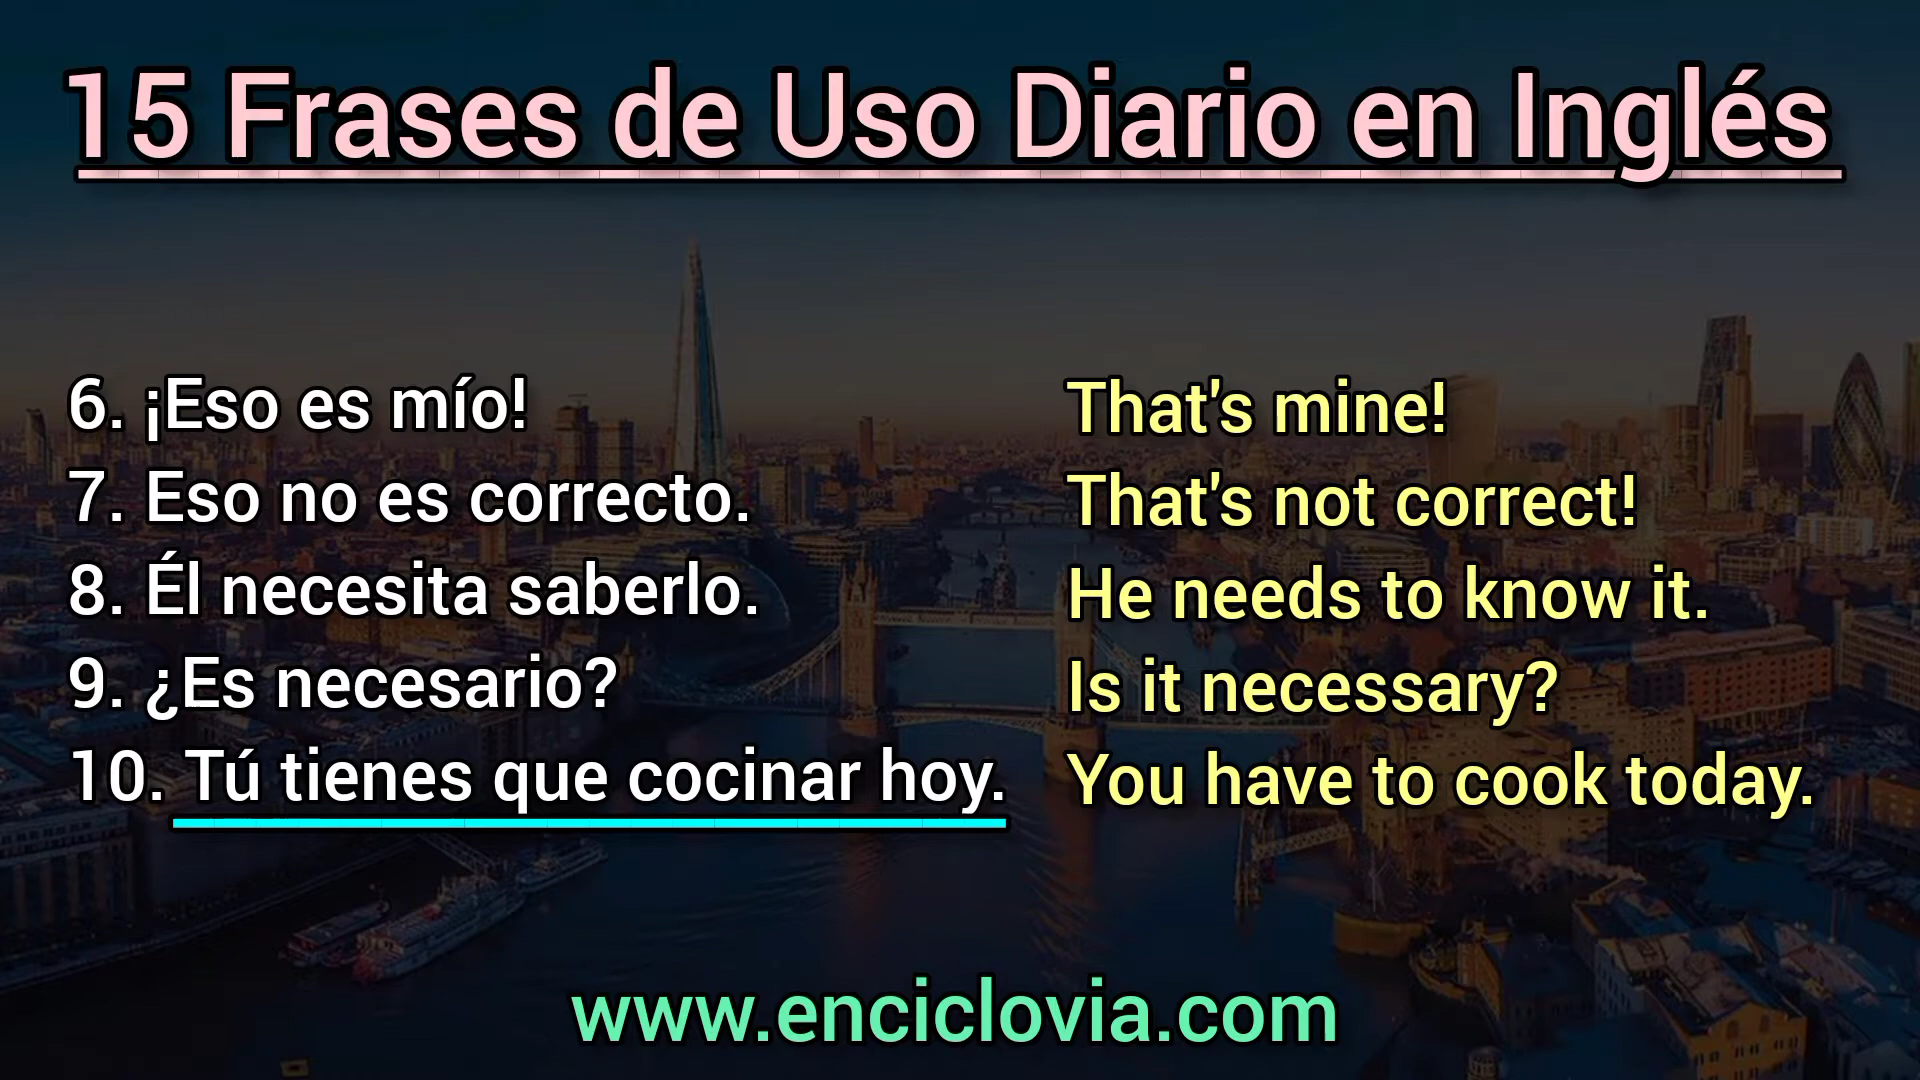 15 Frases de Uso Diario en Inglés
6. ¡Eso es mío! That's mine!
7. Eso no es correcto. That's not correct!
8. Él necesita saberlo. He needs to know it.
9. ¿Es necesario? Is it necessary?
10. Tú tienes que cocinar hoy. You have to cook today.
www.enciclovia.com